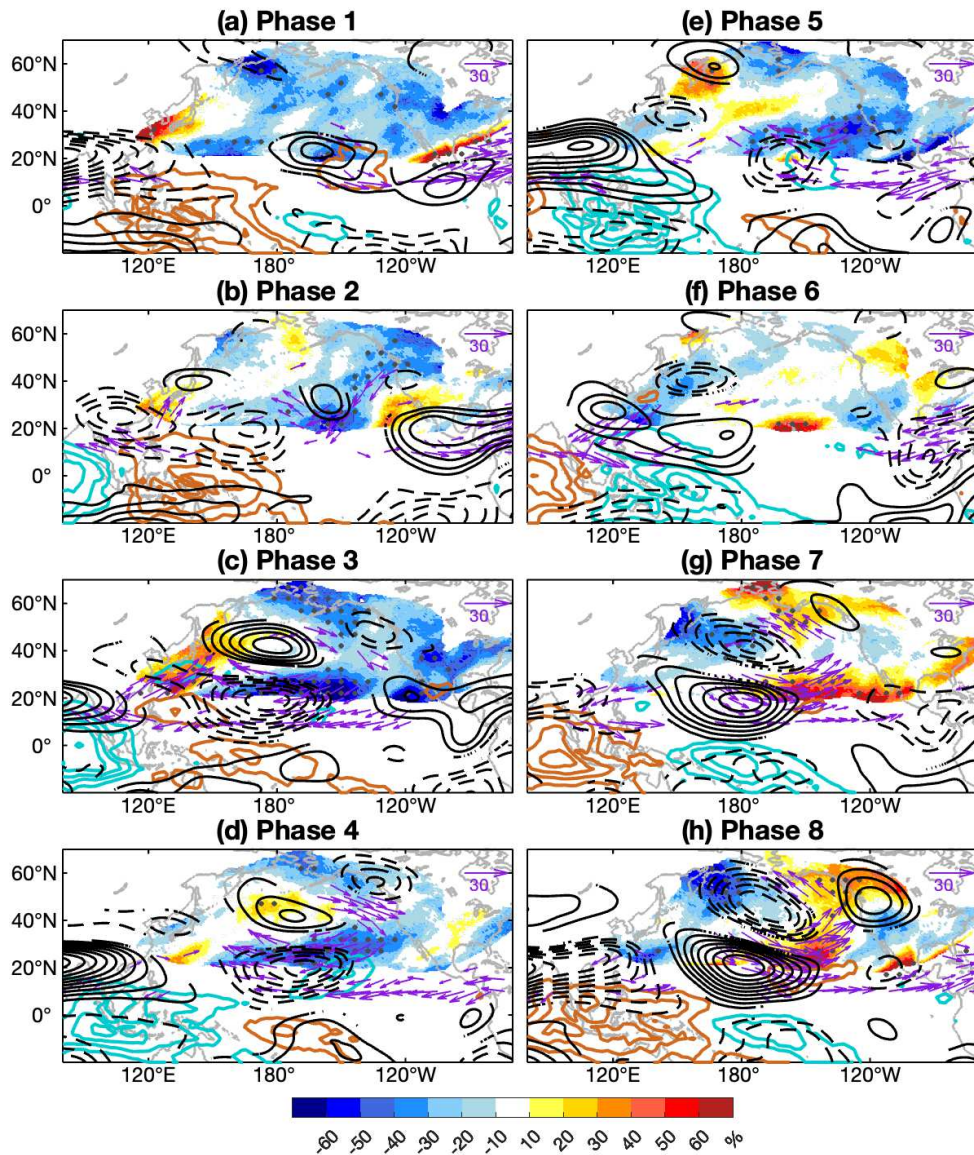 (a) Phase 1
(e) Phase 5
60°N
40°N
20°N
0°
30
30
120°E 180°E 120°W
120°E 180°E 120°W
(b) Phase 2
(f) Phase 6
60°N
40°N
20°N
0°
30
30
120°E 180°E 120°W
120°E 180°E 120°W
(c) Phase 3
(g) Phase 7
60°N
40°N
20°N
0°
30
30
120°E 180°E 120°W
120°E 180°E 120°W
(d) Phase 4
(h) Phase 8
60°N
40°N
20°N
0°
30
30
120°E 180°E 120°W
120°E 180°E 120°W
-60 -50 -40 -30 -20 -10 10 20 30 40 50 60 %